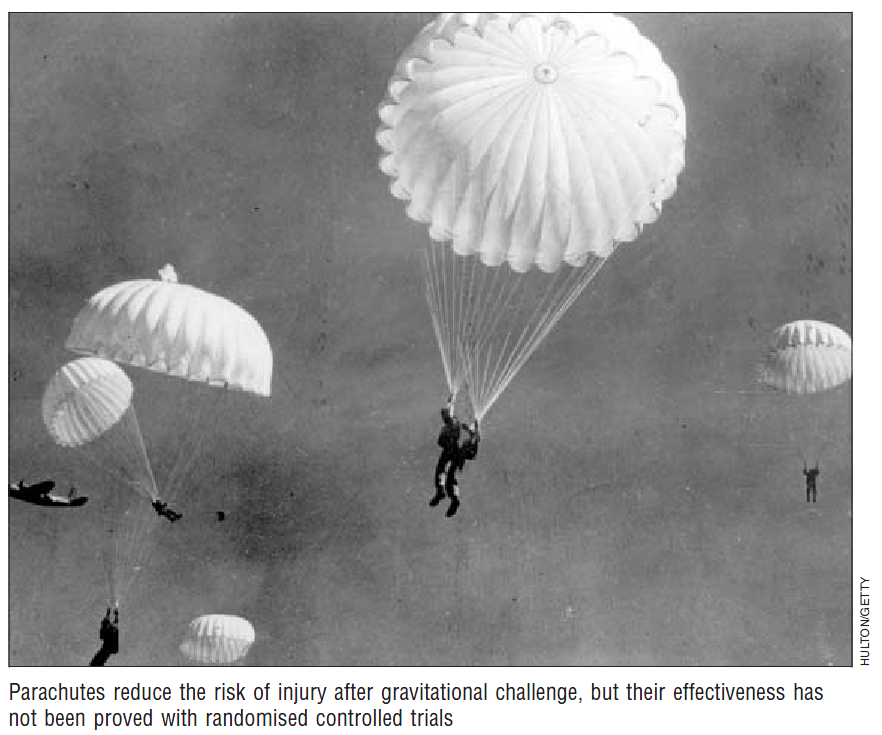 HULTON/GETTY
Parachutes reduce the risk of injury after gravitational challenge, but their effectiveness has
not been proved with randomised controlled trials